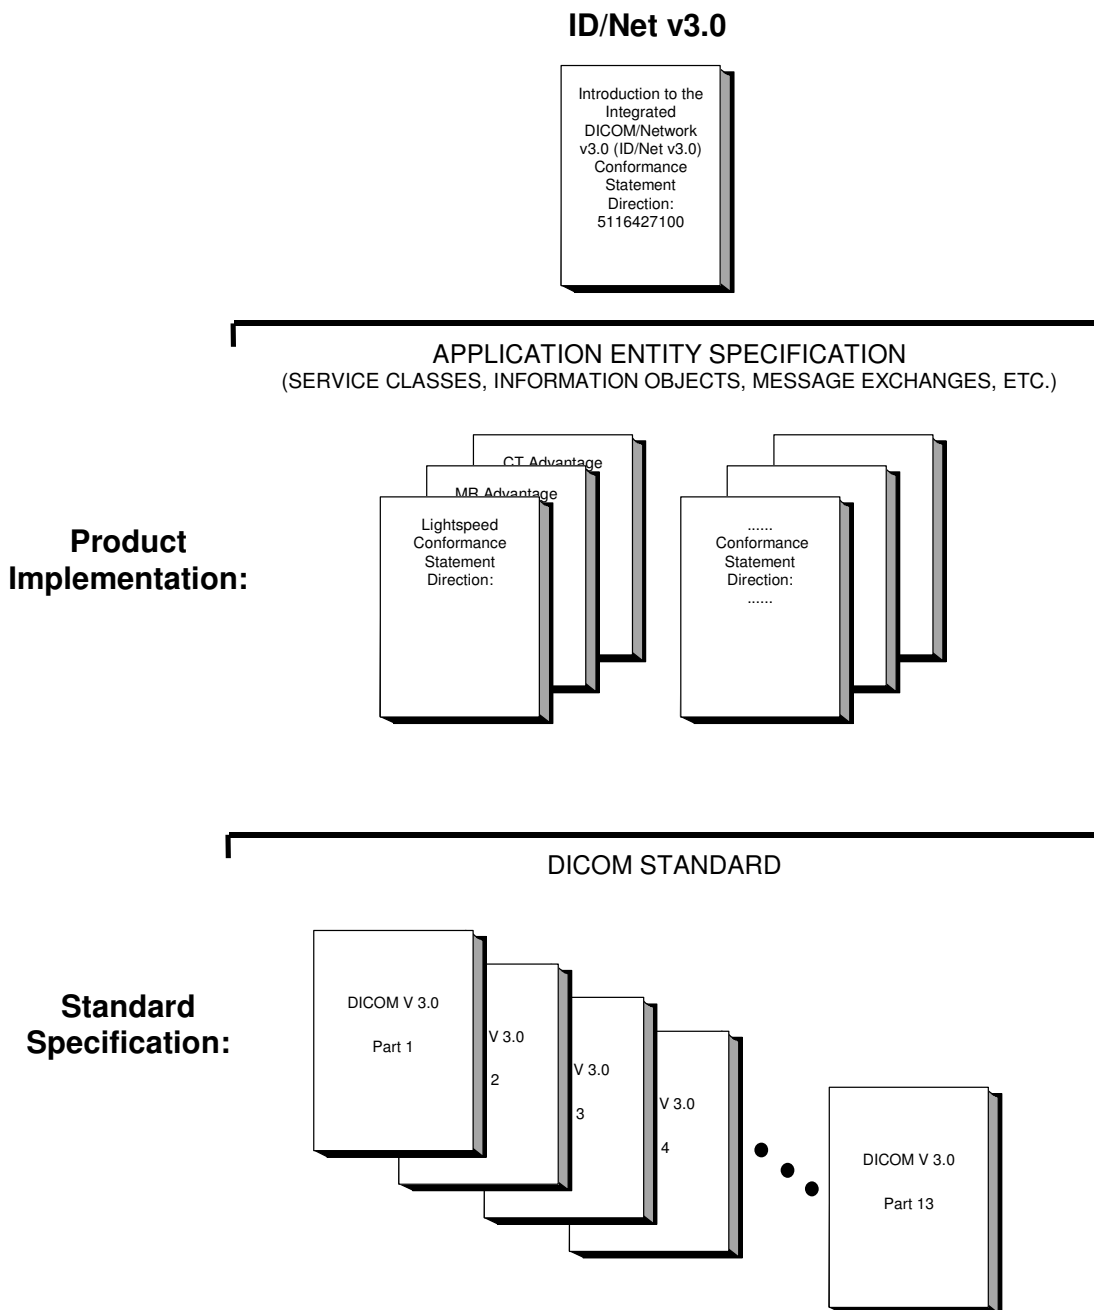 ID/Net v3.0
Introduction to the
Integrated
DICOM/Network
v3.0 (ID/Net v3.0)
Conformance
Statement
Direction:
5116427100
APPLICATION ENTITY SPECIFICATION
(SERVICE CLASSES, INFORMATION OBJECTS, MESSAGE EXCHANGES, ETC.)
Product
Implementation:
CT Advantage
MR Advantage
Lightspeed
Conformance
Statement
Direction:
......
Conformance
Statement
Direction:
......
DICOM STANDARD
Standard
Specification:
DICOM V 3.0
Part 1
V 3.0
2
V 3.0
3
V 3.0
4
DICOM V 3.0
Part 13